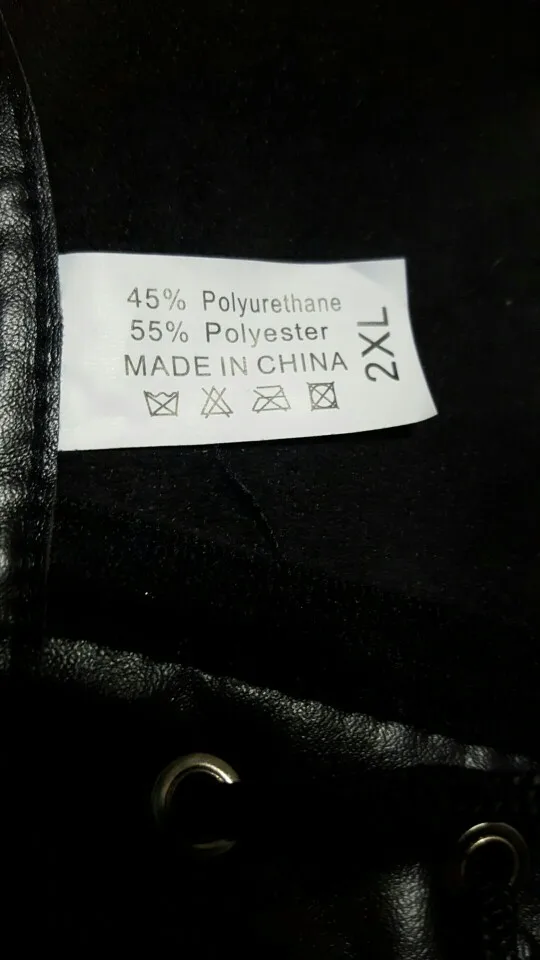 45% Polyurethane
55% Polyester
MADE IN CHINA
2XL